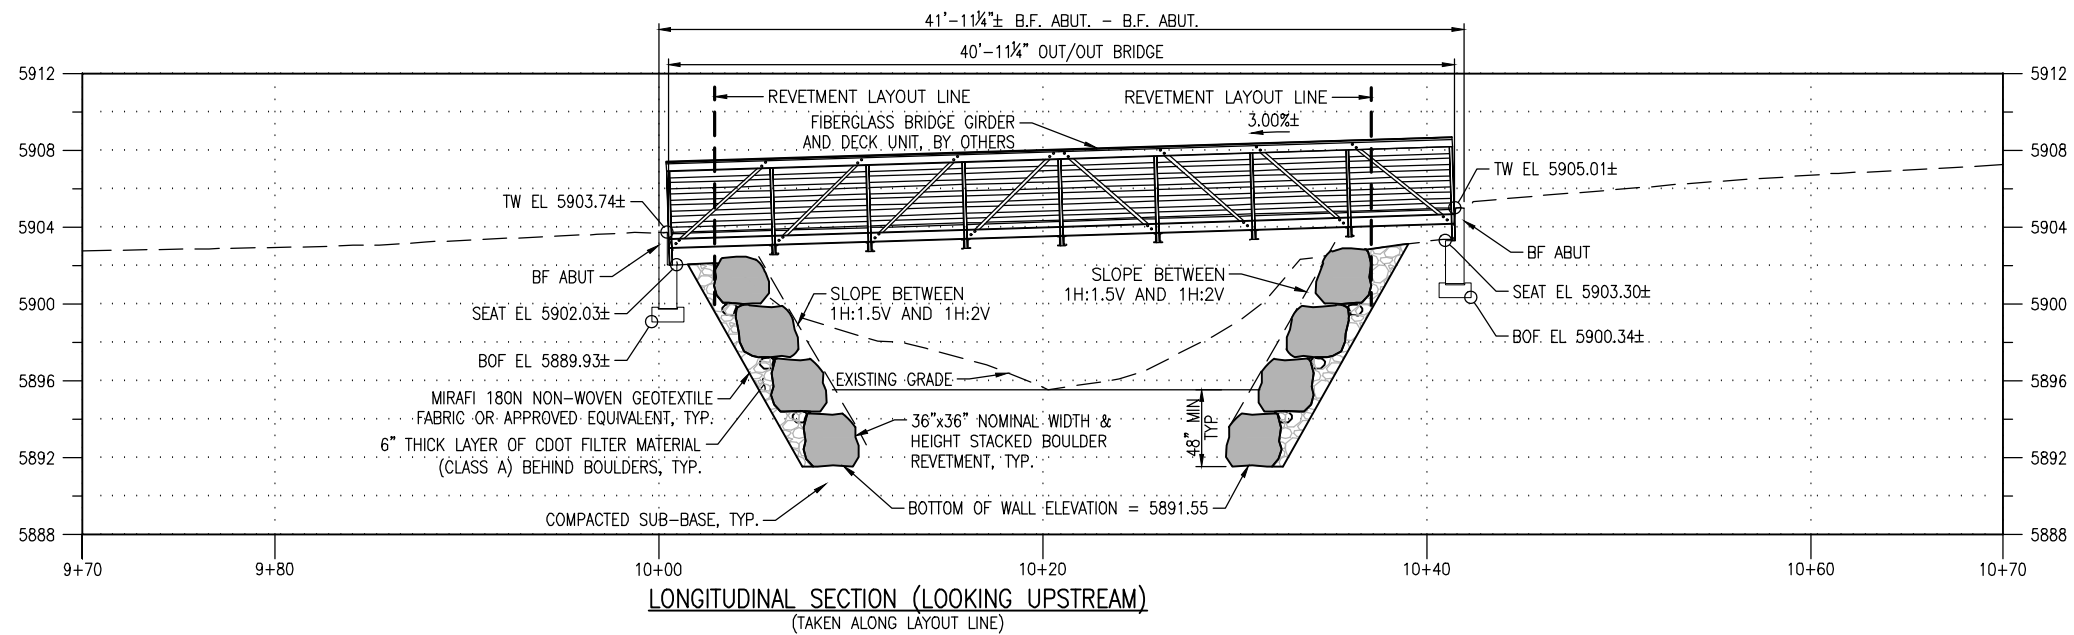 41'-11¼"± B.F. ABUT. - B.F. ABUT.
40'-11¼" OUT/OUT BRIDGE
5912
5912
REVETMENT LAYOUT LINE
REVETMENT LAYOUT LINE
FIBERGLASS BRIDGE GIRDER
AND DECK UNIT, BY OTHERS
3.00%±
5908
5908
TW EL 5905.01±
TW EL 5903.74±
5904
5904
BF ABUT
BF ABUT
SLOPE BETWEEN
1H:1.5V AND 1H:2V
SLOPE BETWEEN
1H:1.5V AND 1H:2V
SEAT EL 5903.30±
SEAT EL 5902.03±
5900
5900
BOF EL 5900.34±
BOF EL 5889.93±
EXISTING GRADE
5896
5896
MIRAFI 180N NON-WOVEN GEOTEXTILE
FABRIC OR APPROVED EQUIVALENT, TYP.
36"x36" NOMINAL WIDTH &
HEIGHT STACKED BOULDER
REVETMENT, TYP.
48" MIN
TYP
6" THICK LAYER OF CDOT FILTER MATERIAL
(CLASS A) BEHIND BOULDERS, TYP.
5892
5892
BOTTOM OF WALL ELEVATION = 5891.55
COMPACTED SUB-BASE, TYP.
5888
5888
9+70
9+80
10+00
10+20
10+40
10+60
10+70
LONGITUDINAL SECTION (LOOKING UPSTREAM)
(TAKEN ALONG LAYOUT LINE)